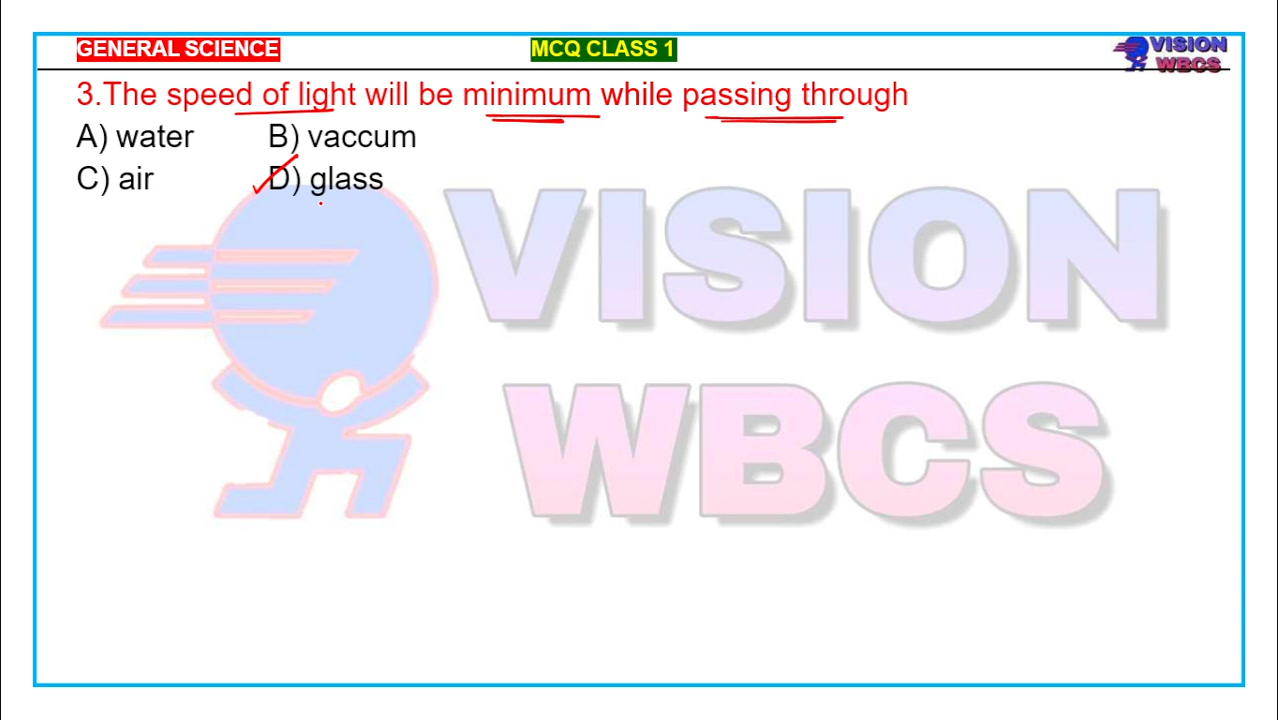 GENERAL SCIENCE
MCQ CLASS 1
VISION
WBCS
3.The speed of light will be minimum while passing through
A) water B) vaccum
C) air D) glass
VISION
WBCS